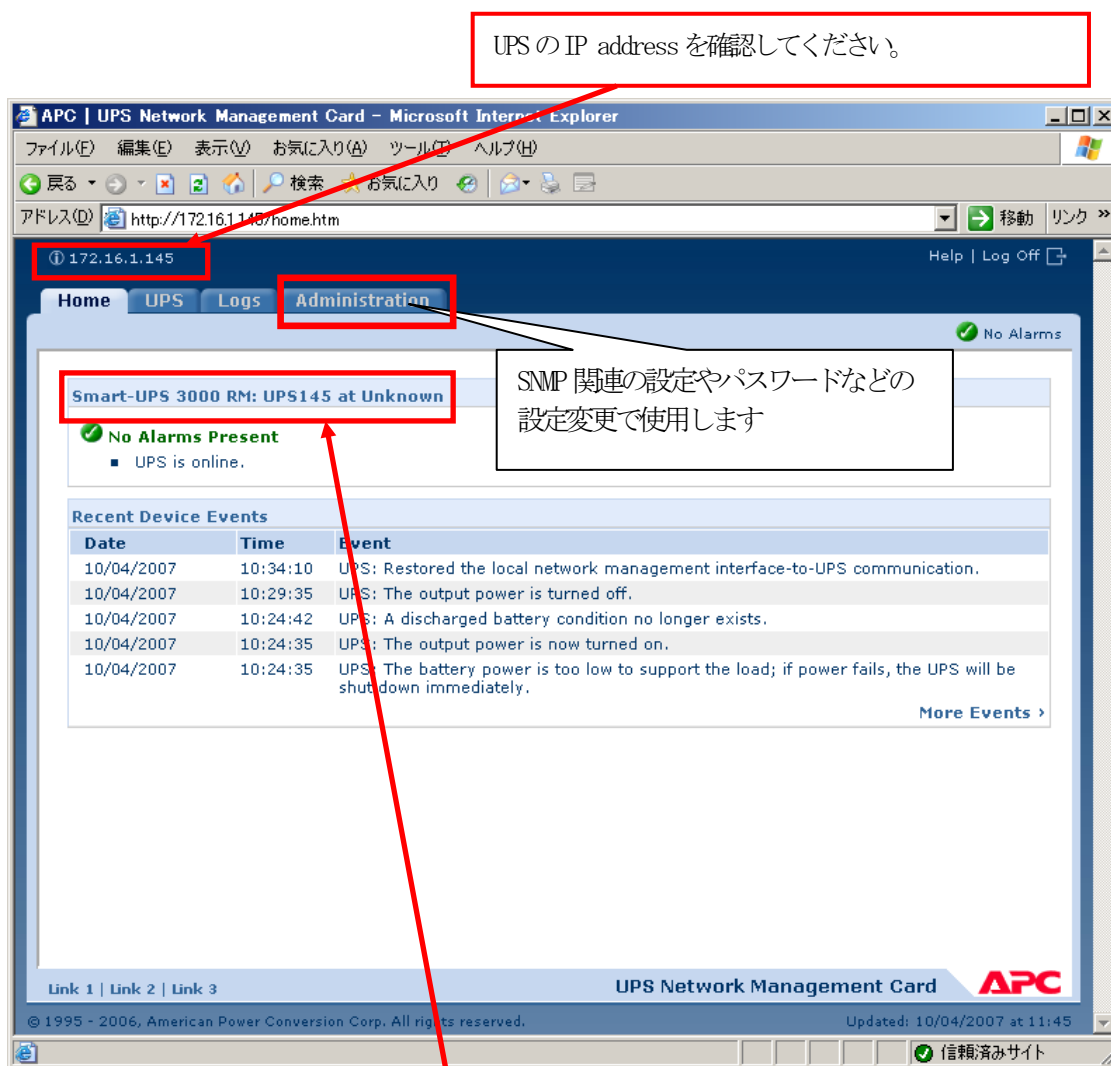 UPS の IP address を確認してください。
APC | UPS Network Management Card - Microsoft Internet Explorer
ファイル(F) 編集(E) 表示(V) お気に入り(A) ツール(T) ヘルプ(H)
戻る 検索 お気に入り
アドレス(D) http://172.16.1.145/home.htm 移動 リンク »
172.16.1.145 Help | Log Off
Home UPS Logs Administration
No Alarms
SNMP 関連の設定やパスワードなどの
設定変更で使用します
Smart-UPS 3000 RM: UPS145 at Unknown
No Alarms Present
UPS is online.
Recent Device Events
Date Time Event
10/04/2007 10:34:10 UPS: Restored the local network management interface-to-UPS communication.
10/04/2007 10:29:35 UPS: The output power is turned off.
10/04/2007 10:24:42 UPS: A discharged battery condition no longer exists.
10/04/2007 10:24:35 UPS: The output power is now turned on.
10/04/2007 10:24:35 UPS: The battery power is too low to support the load; if power fails, the UPS will be
shut down immediately.
More Events ›
Link 1 | Link 2 | Link 3 UPS Network Management Card APC
© 1995 - 2006, American Power Conversion Corp. All rights reserved. Updated: 10/04/2007 at 11:45
信頼済みサイト